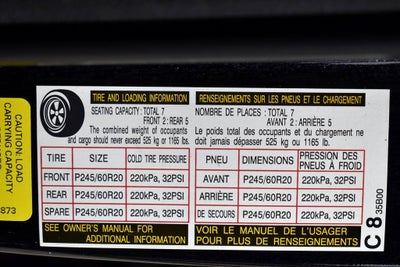 CAUTION: LOAD
CARRYING CAPACITY
873
TIRE AND LOADING INFORMATION
SEATING CAPACITY: TOTAL 7
FRONT 2: REAR 5
The combined weight of occupants
and cargo should never exceed 525 kg or 1165 lb.
TIRE SIZE COLD TIRE PRESSURE
FRONT P245/60R20 220kPa, 32PSI
REAR P245/60R20 220kPa, 32PSI
SPARE P245/60R20 220kPa, 32PSI
SEE OWNER'S MANUAL FOR
ADDITIONAL INFORMATION
RENSEIGNEMENTS SUR LES PNEUS ET LE CHARGEMENT
NOMBRE DE PLACES : TOTAL 7
AVANT 2 : ARRIÈRE 5
Le poids total des occupants et du chargement ne
doit jamais dépasser 525 kg ou 1165 lb.
PNEU DIMENSIONS PRESSION DES
PNEUS À FROID
AVANT P245/60R20 220kPa, 32PSI
ARRIÈRE P245/60R20 220kPa, 32PSI
DE SECOURS P245/60R20 220kPa, 32PSI
VOIR LE MANUEL DE L'USAGER
POUR PLUS DE RENSEIGNEMENTS
C 8
35B00